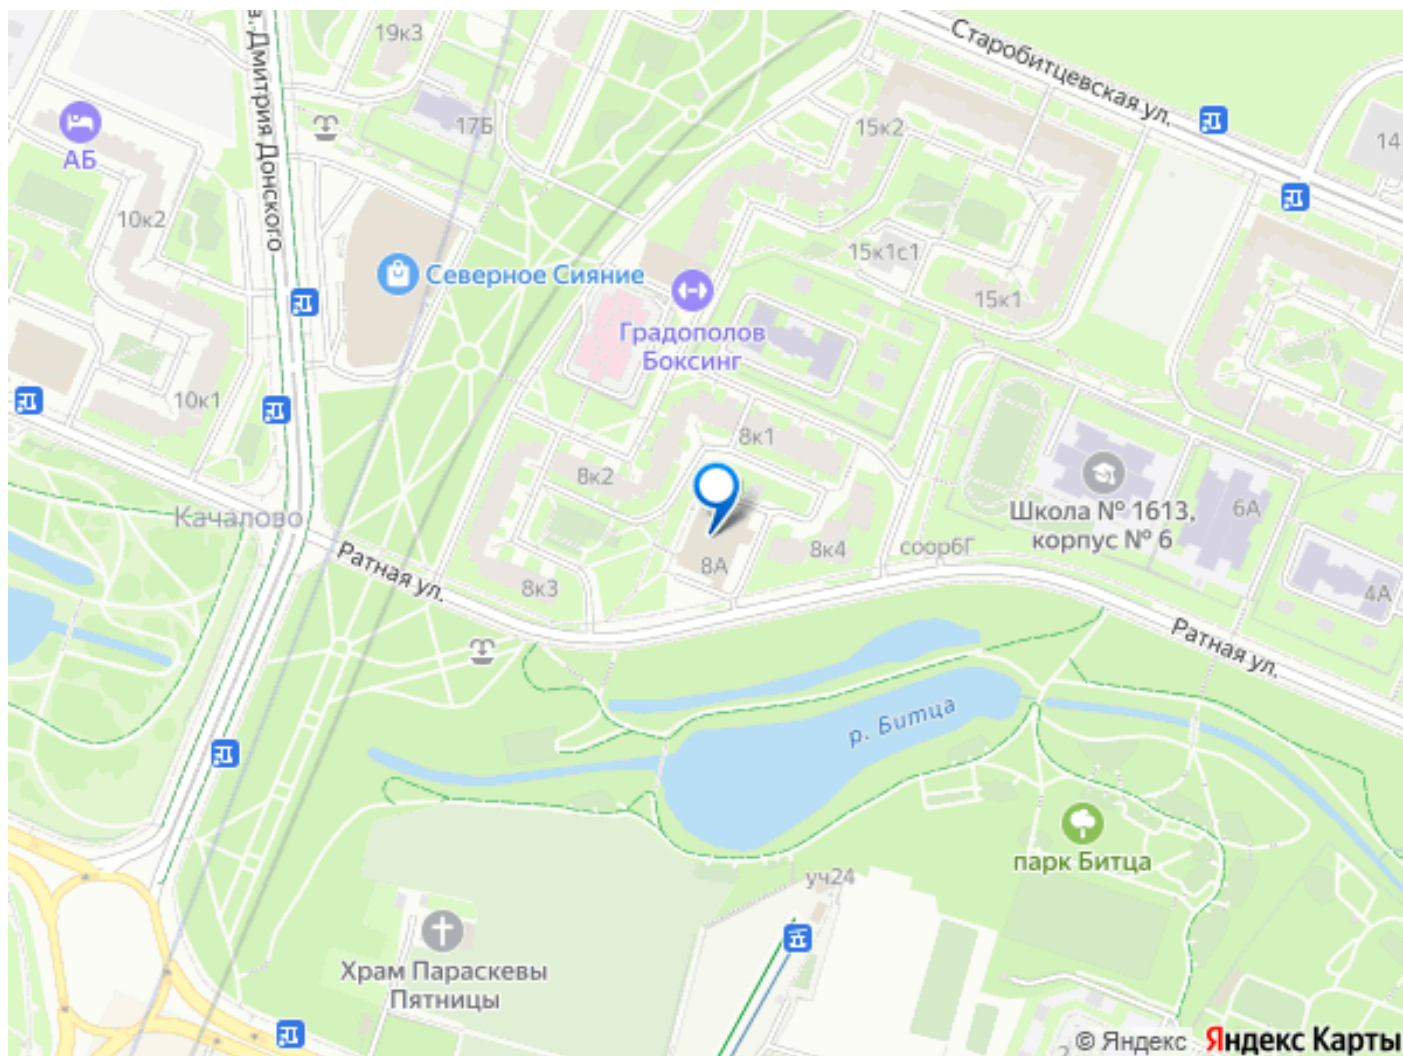 19к3
Старобитцевская ул.
в. Дмитрия Донского
17Б
15к2
14
АБ
10к2
15к1с1
Северное Сияние
15к1
Градополов
Боксинг
10к1
8к1
8к2
Качалово
Школа № 1613,
корпус № 6
6А
Ратная ул.
8А
8к4
соор6Г
8к3
4А
Ратная ул.
р. Битца
парк Битца
уч24
Храм Параскевы
Пятницы
2
© Яндекс Яндекс Карты